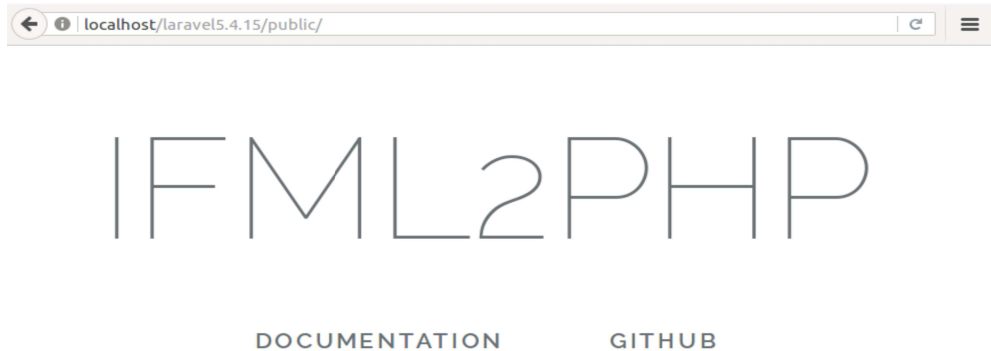 localhost/laravel5.4.15/public/
IFML2PHP
DOCUMENTATION GITHUB